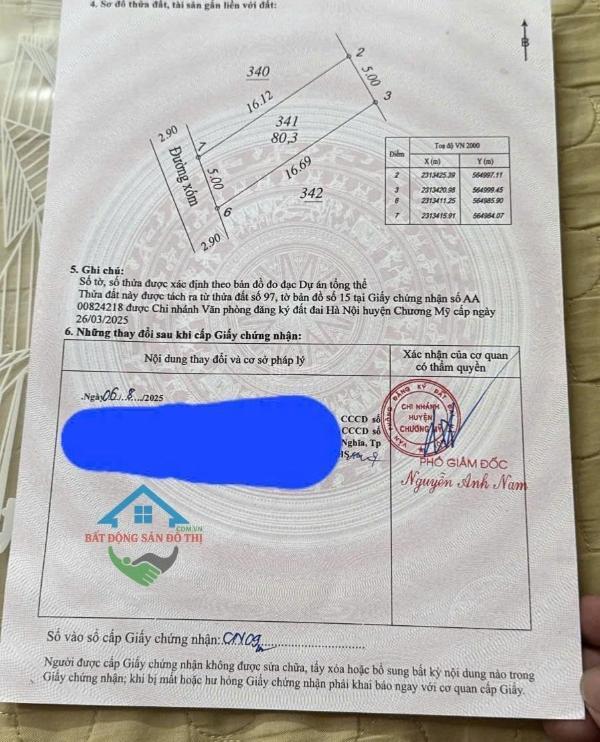 4. Sơ đồ thửa đất, tài sản gắn liền với đất:
B
2
340
5.00
16.12
3
341
80,3
2.90
7
Đường xóm
16.69
5.00
342
6
2.90
Điểm Toạ độ VN 2000
X (m) Y (m)
2 2313425.39 564997.11
3 2313420.98 564999.45
6 2313411.25 564985.90
7 2313415.91 564984.07
5. Ghi chú:
Số tờ, số thửa được xác định theo bản đồ đo đạc Dự án tổng thể
Thửa đất này được tách ra từ thửa đất số 97, tờ bản đồ số 15 tại Giấy chứng nhận số AA
00824218 được Chi nhánh Văn phòng đăng ký đất đai Hà Nội huyện Chương Mỹ cấp ngày
26/03/2025
6. Những thay đổi sau khi cấp Giấy chứng nhận:
Nội dung thay đổi và cơ sở pháp lý
Xác nhận của cơ quan
có thẩm quyền
Ngày 06/8/2025
CCCD số
CCCD số
Nghĩa, Tp
CHI NHÁNH
HUYỆN
CHƯƠNG MỸ
PHÓ GIÁM ĐỐC
Nguyễn Anh Nam
.COM.VN
BẤT ĐỘNG SẢN ĐÔ THỊ
Số vào sổ cấp Giấy chứng nhận:
Người được cấp Giấy chứng nhận không được sửa chữa, tẩy xóa hoặc bổ sung bất kỳ nội dung nào trong
Giấy chứng nhận; khi bị mất hoặc hư hỏng Giấy chứng nhận phải khai báo ngay với cơ quan cấp Giấy.